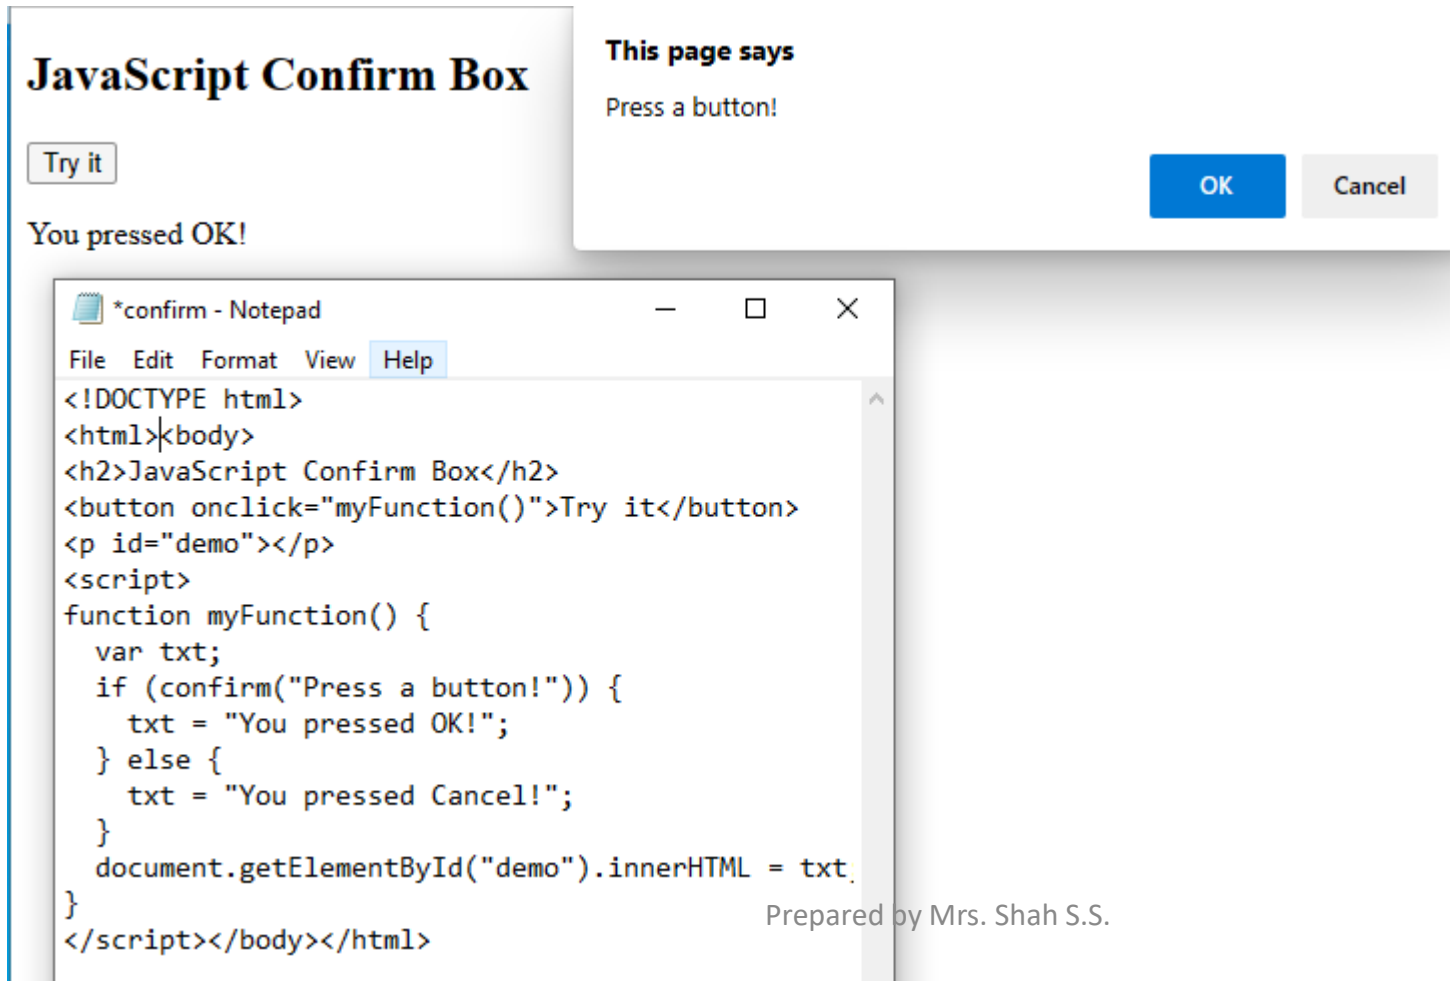 JavaScript Confirm Box
Try it
You pressed OK!
This page says
Press a button!
OK Cancel
*confirm - Notepad
File Edit Format View Help
<!DOCTYPE html>
<html><body>
<h2>JavaScript Confirm Box</h2>
<button onclick="myFunction()">Try it</button>
<p id="demo"></p>
<script>
function myFunction() {
  var txt;
  if (confirm("Press a button!")) {
    txt = "You pressed OK!";
  } else {
    txt = "You pressed Cancel!";
  }
  document.getElementById("demo").innerHTML = txt;
}
</script></body></html>
Prepared by Mrs. Shah S.S.